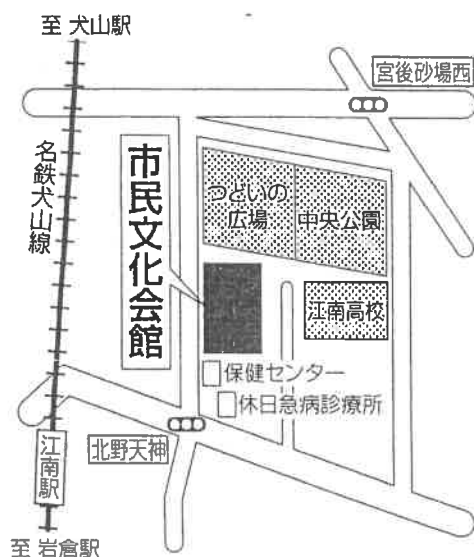 至 犬山駅
宮後砂場西
名鉄犬山線
市民文化会館
つどいの
広場
中央公園
江南高校
保健センター
休日急病診療所
北野天神
江南駅
至 岩倉駅